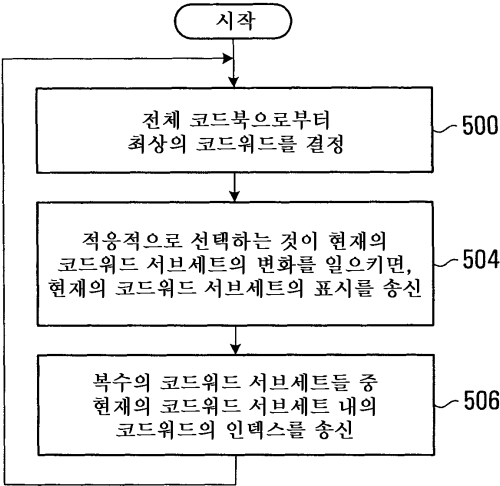 시작
전체 코드북으로부터
최상의 코드워드를 결정
500
적응적으로 선택하는 것이 현재의
코드워드 서브세트의 변화를 일으키면,
현재의 코드워드 서브세트의 표시를 송신
504
복수의 코드워드 서브세트들 중
현재의 코드워드 서브세트 내의
코드워드의 인덱스를 송신
506